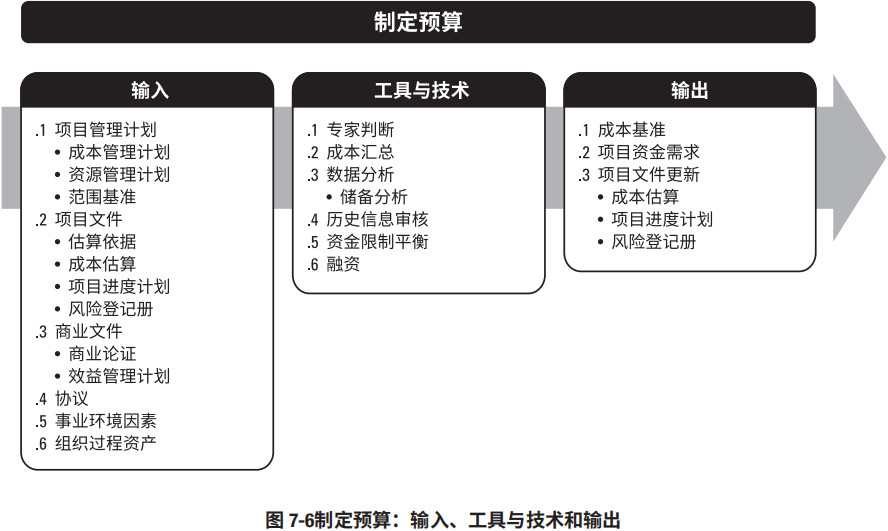 制定预算
输入
.1 项目管理计划
• 成本管理计划
• 资源管理计划
• 范围基准
.2 项目文件
• 估算依据
• 成本估算
• 项目进度计划
• 风险登记册
.3 商业文件
• 商业论证
• 效益管理计划
.4 协议
.5 事业环境因素
.6 组织过程资产
工具与技术
.1 专家判断
.2 成本汇总
.3 数据分析
• 储备分析
.4 历史信息审核
.5 资金限制平衡
.6 融资
输出
.1 成本基准
.2 项目资金需求
.3 项目文件更新
• 成本估算
• 项目进度计划
• 风险登记册
图 7-6制定预算：输入、工具与技术和输出